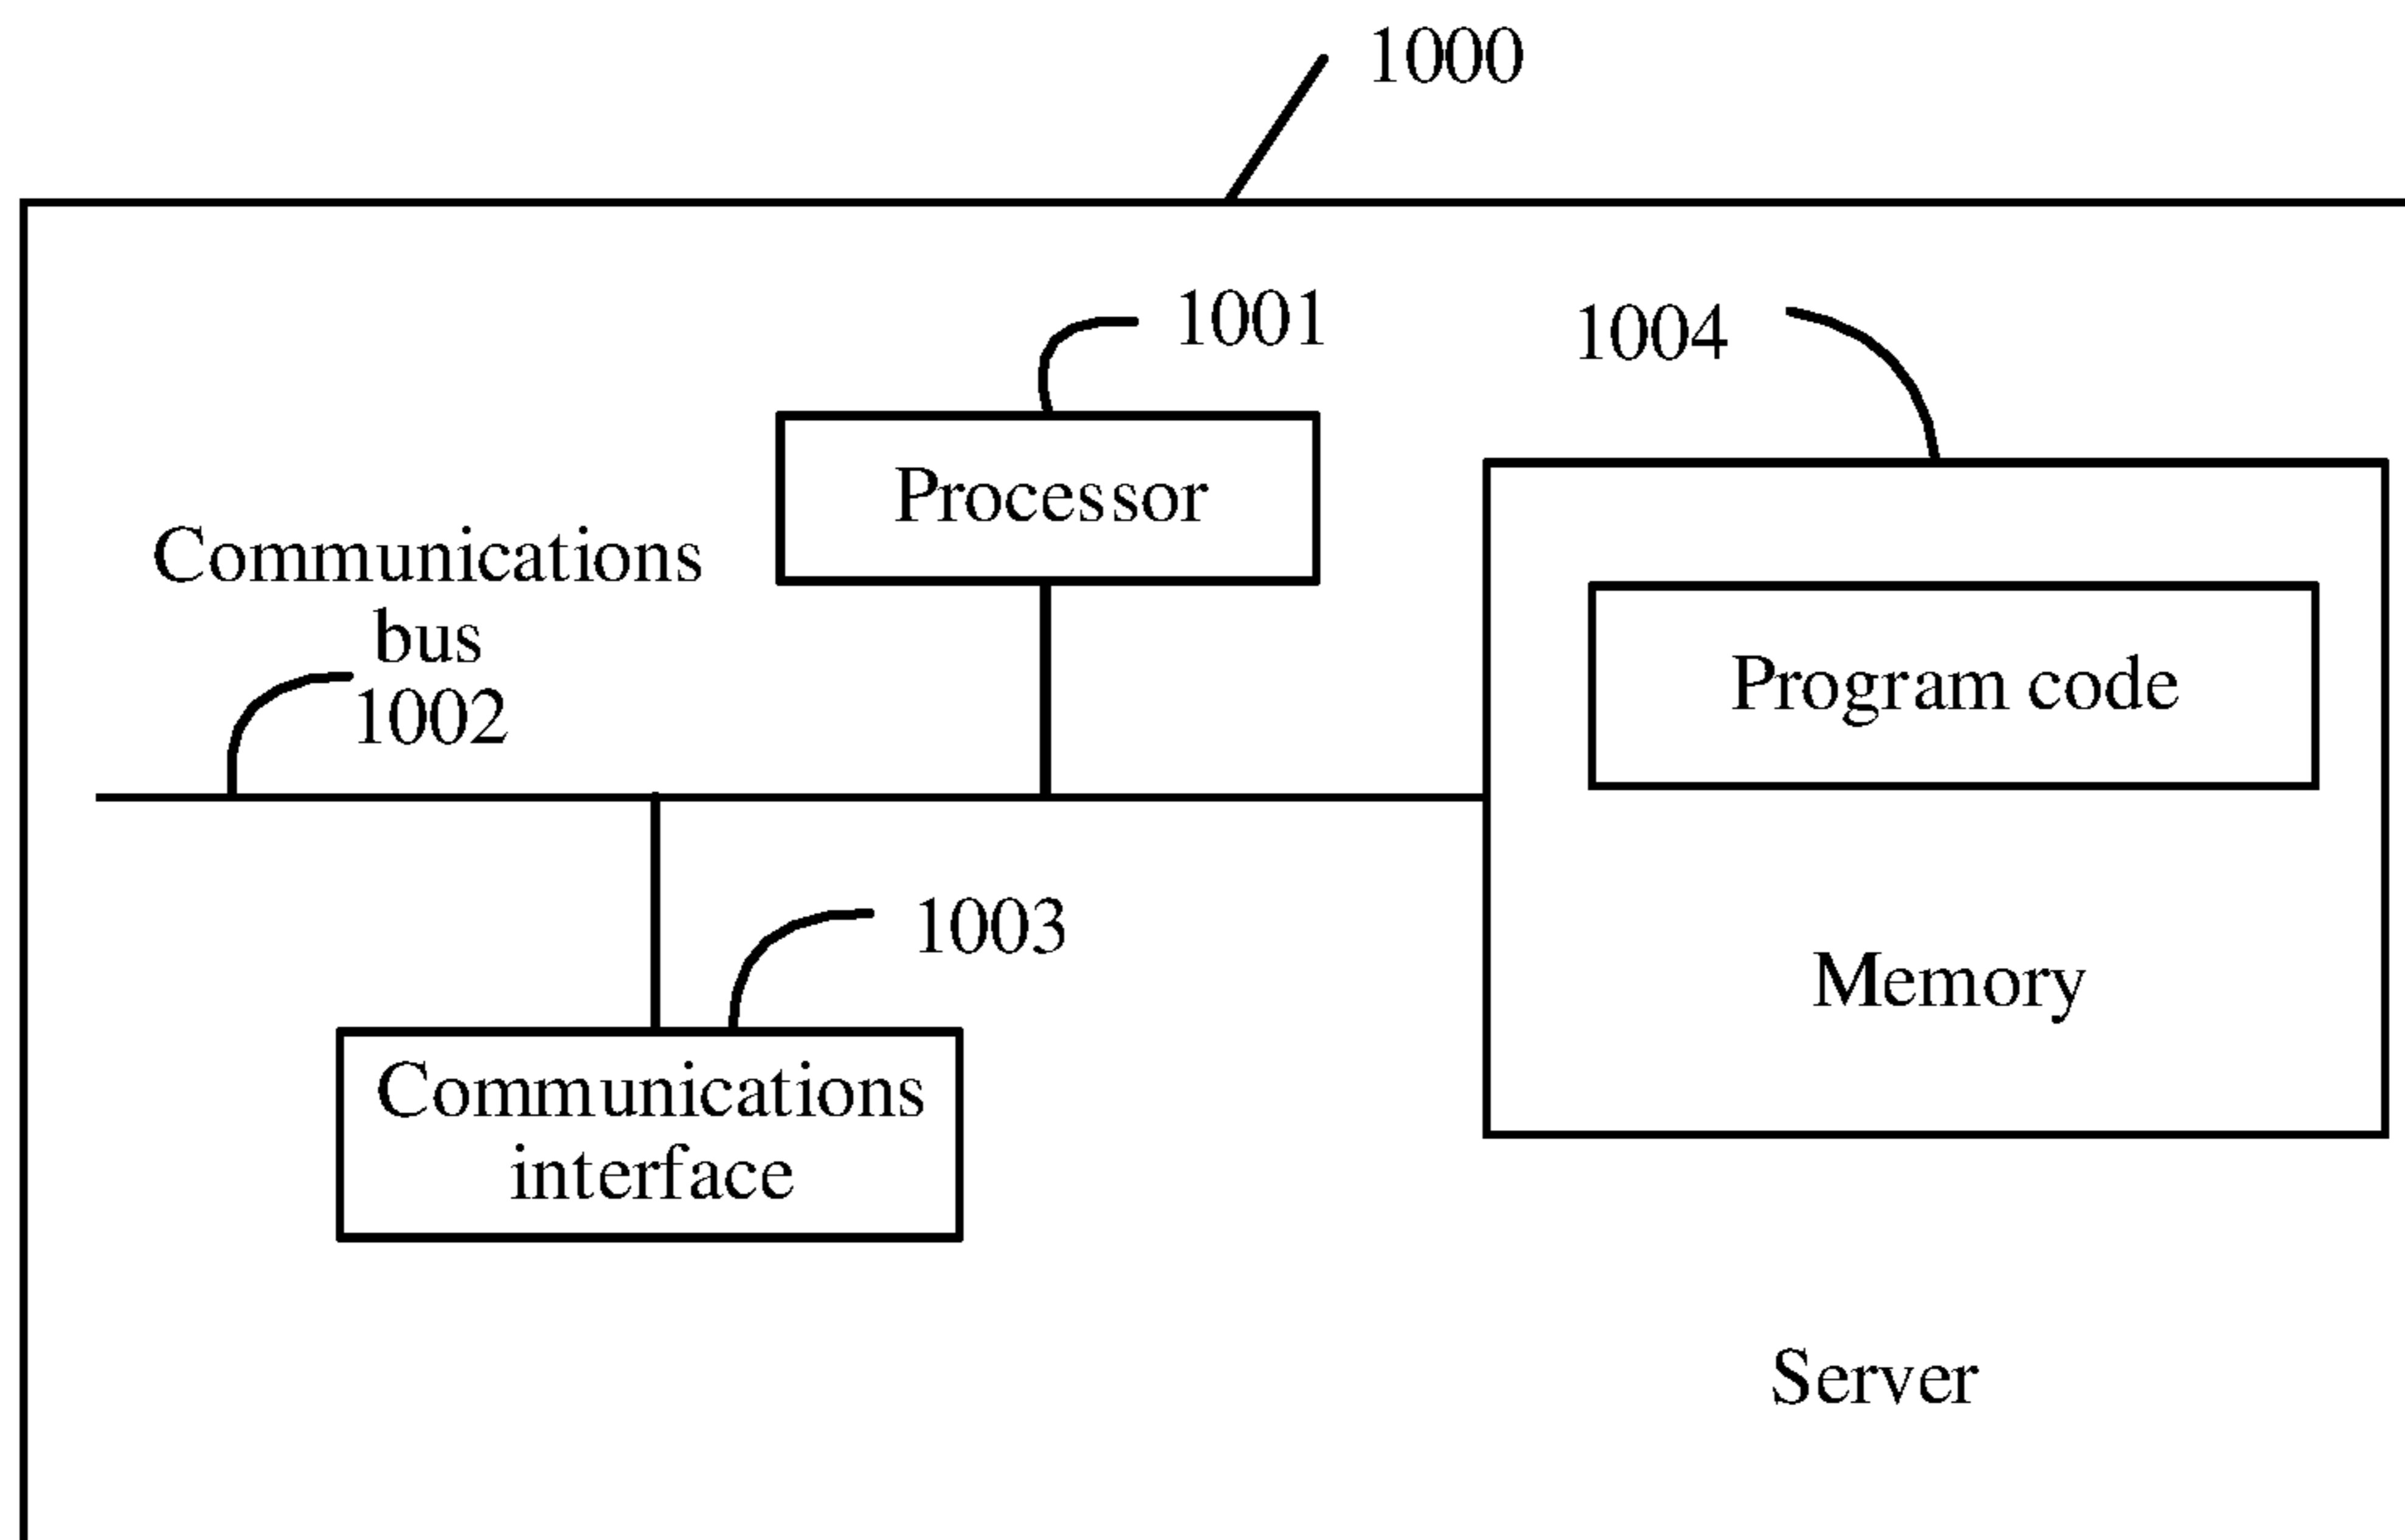 1000
1001
1004
Processor
Communications
bus
1002
Program code
1003
Memory
Communications
interface
Server